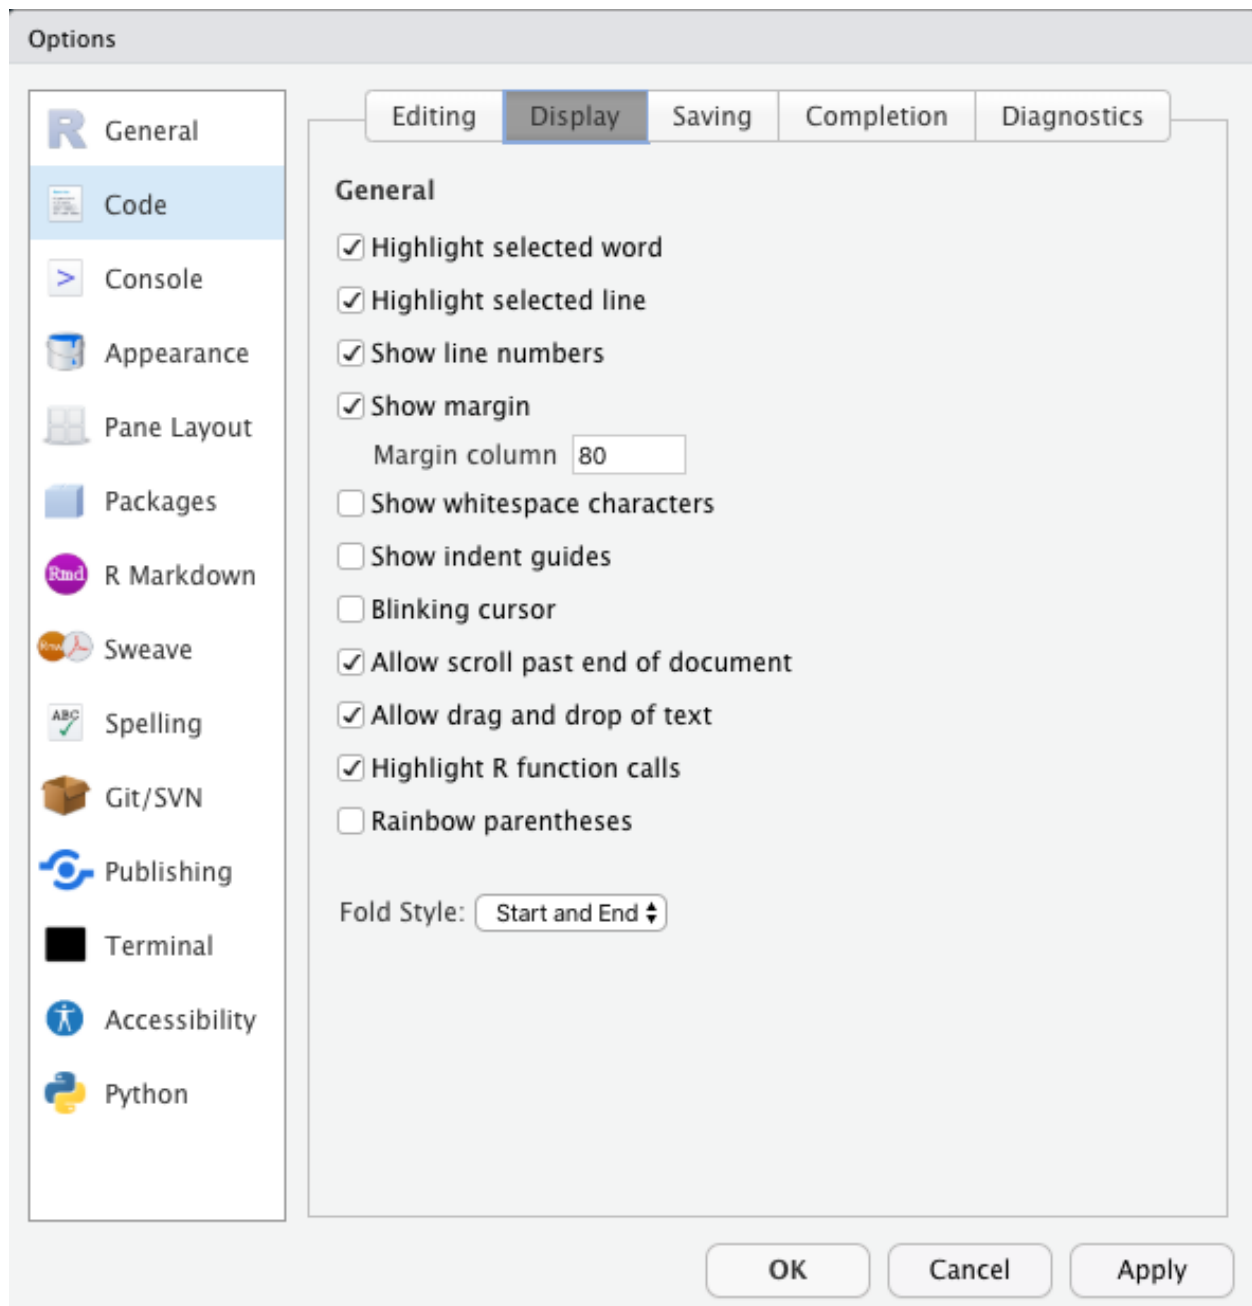 Options
General
Code
Console
Appearance
Pane Layout
Packages
Rmd R Markdown
Rnw Sweave
ABC Spelling
Git/SVN
Publishing
Terminal
Accessibility
Python
Editing Display Saving Completion Diagnostics
General
Highlight selected word
Highlight selected line
Show line numbers
Show margin
Margin column 80
Show whitespace characters
Show indent guides
Blinking cursor
Allow scroll past end of document
Allow drag and drop of text
Highlight R function calls
Rainbow parentheses
Fold Style: Start and End
OK Cancel Apply